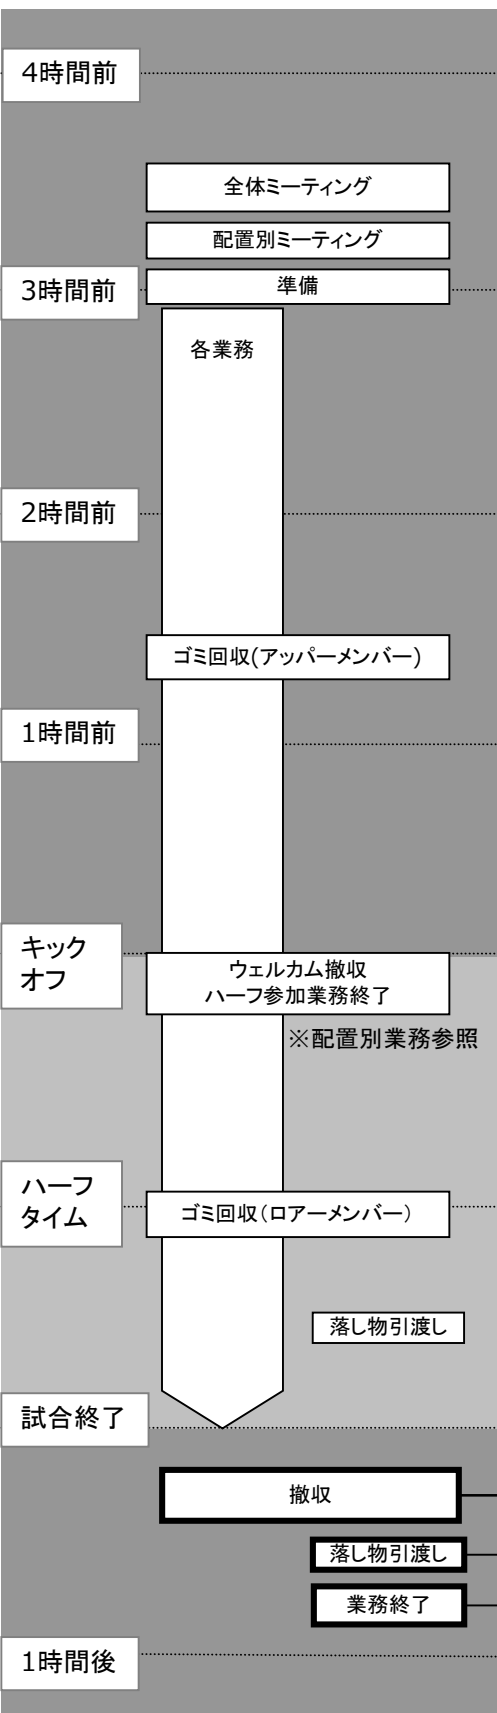 4時間前
全体ミーティング
配置別ミーティング
3時間前
準備
各業務
2時間前
ゴミ回収(アッパーメンバー)
1時間前
キック
オフ
ウェルカム撤収
ハーフ参加業務終了
※配置別業務参照
ハーフ
タイム
ゴミ回収（ロアーメンバー）
落し物引渡し
試合終了
撤収
落し物引渡し
業務終了
1時間後